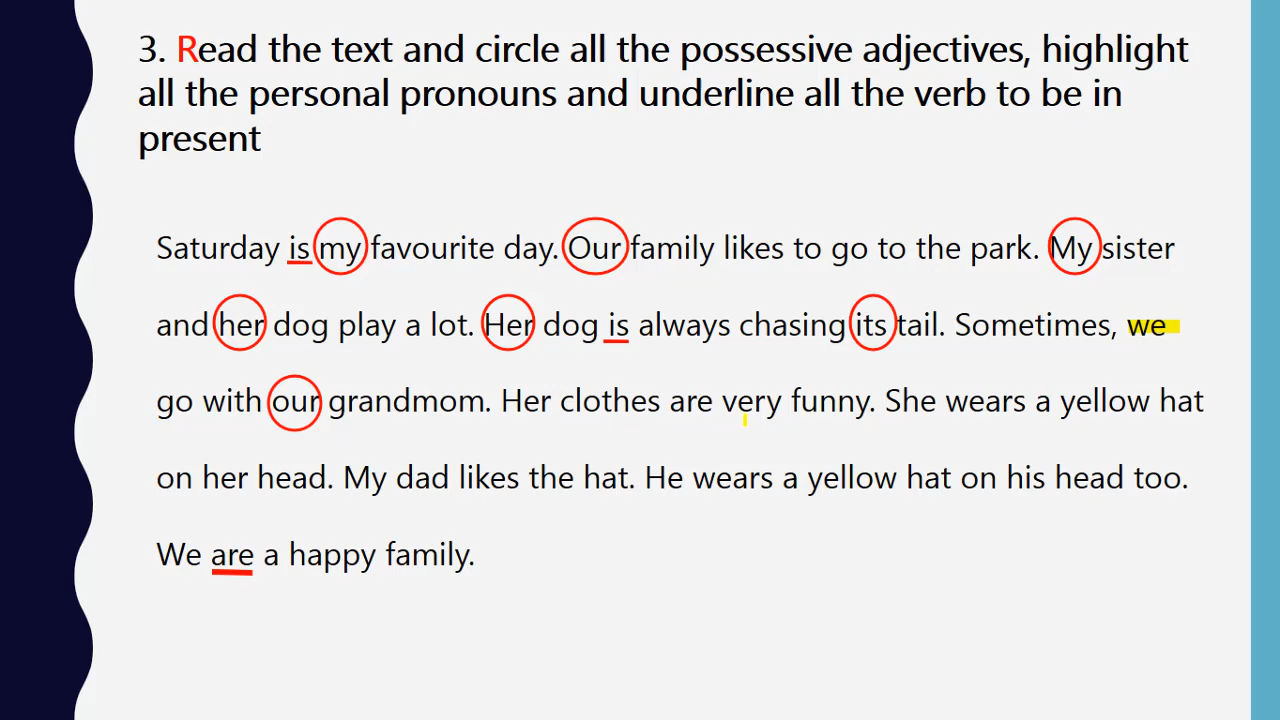 3. Read the text and circle all the possessive adjectives, highlight
all the personal pronouns and underline all the verb to be in
present
Saturday is my favourite day. Our family likes to go to the park. My sister
and her dog play a lot. Her dog is always chasing its tail. Sometimes, we
go with our grandmom. Her clothes are very funny. She wears a yellow hat
on her head. My dad likes the hat. He wears a yellow hat on his head too.
We are a happy family.